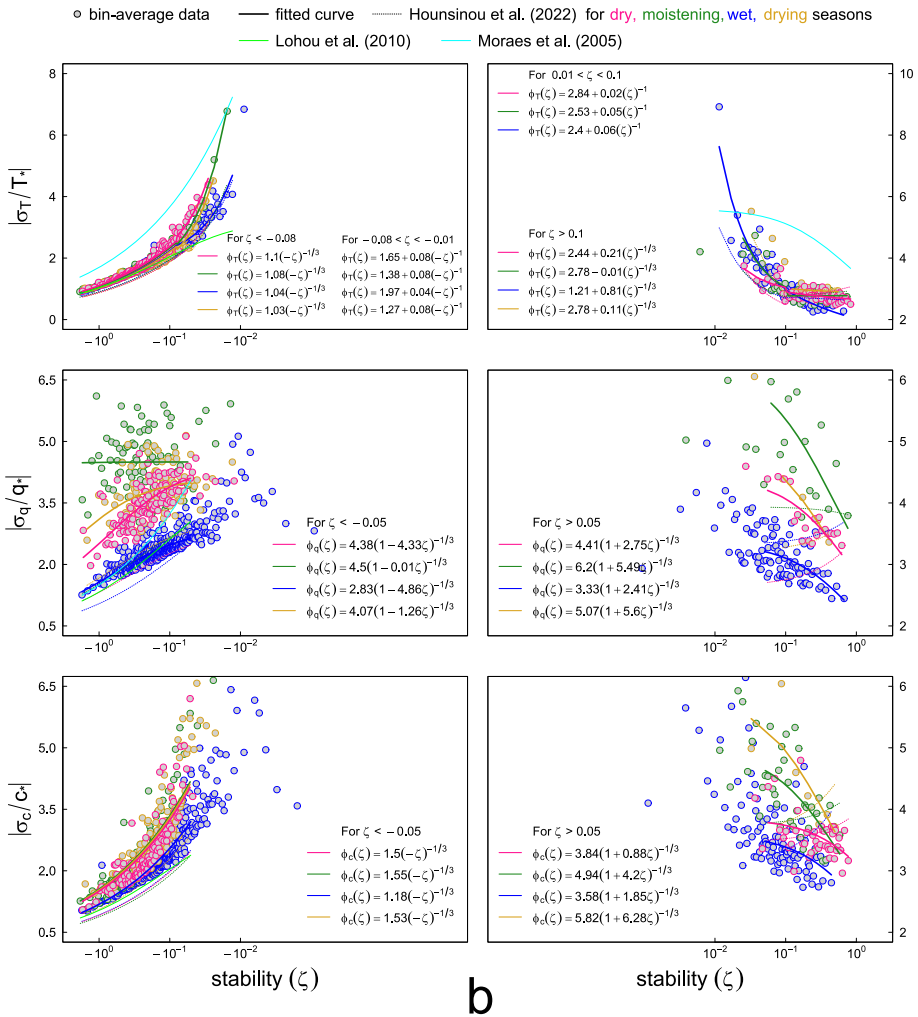 bin-average data fitted curve Hounsinou et al. (2022) for dry, moistening, wet, drying seasons
Lohou et al. (2010) Moraes et al. (2005)
|σT/T*|
8
6
4
2
0
For ζ < −0.08
ϕT(ζ) = 1.1(−ζ)^−1/3
ϕT(ζ) = 1.08(−ζ)^−1/3
ϕT(ζ) = 1.04(−ζ)^−1/3
ϕT(ζ) = 1.03(−ζ)^−1/3
−0.08 < ζ < −0.01
ϕT(ζ) = 1.65 + 0.08(−ζ)^−1
ϕT(ζ) = 1.38 + 0.08(−ζ)^−1
ϕT(ζ) = 1.97 + 0.04(−ζ)^−1
ϕT(ζ) = 1.27 + 0.08(−ζ)^−1
−10^0 −10^−1 −10^−2
For 0.01 < ζ < 0.1
ϕT(ζ) = 2.84 + 0.02(ζ)^−1
ϕT(ζ) = 2.53 + 0.05(ζ)^−1
ϕT(ζ) = 2.4 + 0.06(ζ)^−1
For ζ > 0.1
ϕT(ζ) = 2.44 + 0.21(ζ)^−1/3
ϕT(ζ) = 2.78 − 0.01(ζ)^−1/3
ϕT(ζ) = 1.21 + 0.81(ζ)^−1/3
ϕT(ζ) = 2.78 + 0.11(ζ)^−1/3
10
8
6
4
2
10^−2 10^−1 10^0
|σq/q*|
6.5
5.0
3.5
2.0
0.5
For ζ < −0.05
ϕq(ζ) = 4.38(1 − 4.33ζ)^−1/3
ϕq(ζ) = 4.5(1 − 0.01ζ)^−1/3
ϕq(ζ) = 2.83(1 − 4.86ζ)^−1/3
ϕq(ζ) = 4.07(1 − 1.26ζ)^−1/3
−10^0 −10^−1 −10^−2
For ζ > 0.05
ϕq(ζ) = 4.41(1 + 2.75ζ)^−1/3
ϕq(ζ) = 6.2(1 + 5.49ζ)^−1/3
ϕq(ζ) = 3.33(1 + 2.41ζ)^−1/3
ϕq(ζ) = 5.07(1 + 5.6ζ)^−1/3
6
5
4
3
2
10^−2 10^−1 10^0
|σc/c*|
6.5
5.0
3.5
2.0
0.5
For ζ < −0.05
ϕc(ζ) = 1.5(−ζ)^−1/3
ϕc(ζ) = 1.55(−ζ)^−1/3
ϕc(ζ) = 1.18(−ζ)^−1/3
ϕc(ζ) = 1.53(−ζ)^−1/3
−10^0 −10^−1 −10^−2
stability (ζ)
For ζ > 0.05
ϕc(ζ) = 3.84(1 + 0.88ζ)^−1/3
ϕc(ζ) = 4.94(1 + 4.2ζ)^−1/3
ϕc(ζ) = 3.58(1 + 1.85ζ)^−1/3
ϕc(ζ) = 5.82(1 + 6.28ζ)^−1/3
6
5
4
3
2
10^−2 10^−1 10^0
stability (ζ)
b